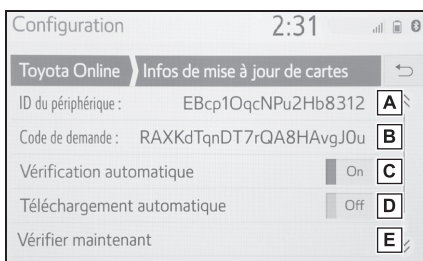 Configuration 2:31
Toyota Online Infos de mise à jour de cartes
ID du périphérique : EBcp1OqcNPu2Hb8312 A
Code de demande : RAXKdTqnDT7rQA8HAvgJ0u B
Vérification automatique On C
Téléchargement automatique Off D
Vérifier maintenant E